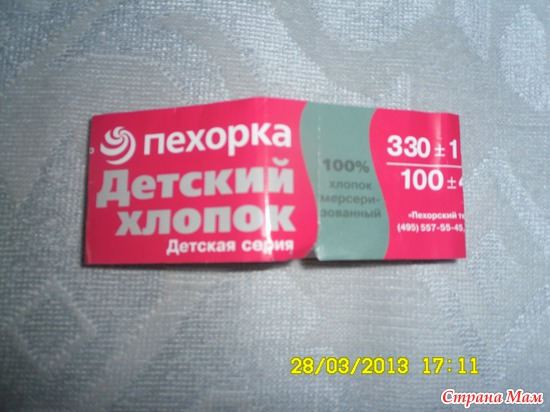 пехорка
Детский
хлопок
Детская серия
100%
хлопок
мерсери-
зованный
330 ± 1
100 ± 4
«Пехорский те
(495) 557-55-45,
28/03/2013 17:11
Страна Мам